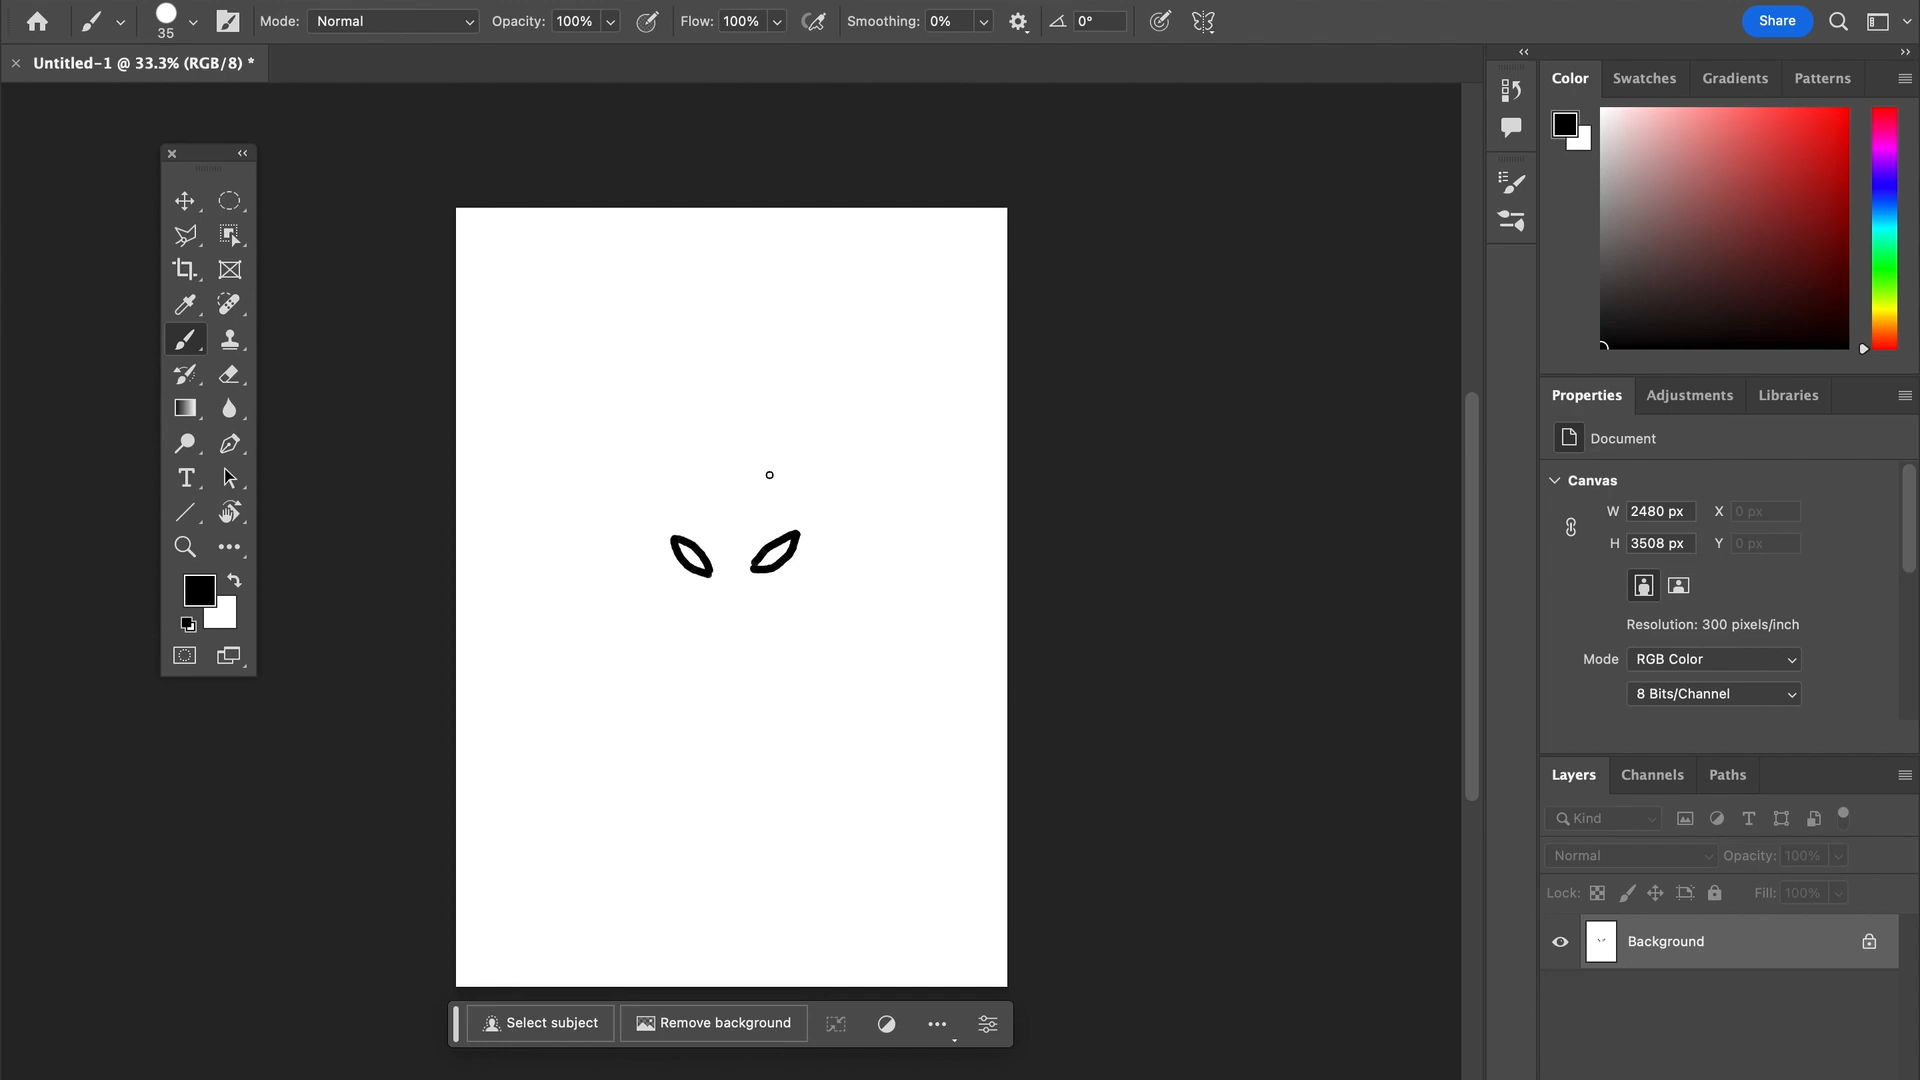 35
Mode: Normal
Opacity: 100%
Flow: 100%
Smoothing: 0%
0°
Share
Untitled-1 @ 33.3% (RGB/8) *
Color Swatches Gradients Patterns
Properties Adjustments Libraries
Document
Canvas
W 2480 px X 0 px
H 3508 px Y 0 px
Resolution: 300 pixels/inch
Mode RGB Color
8 Bits/Channel
Layers Channels Paths
Kind
Normal Opacity: 100%
Lock: Fill: 100%
Background
Select subject Remove background